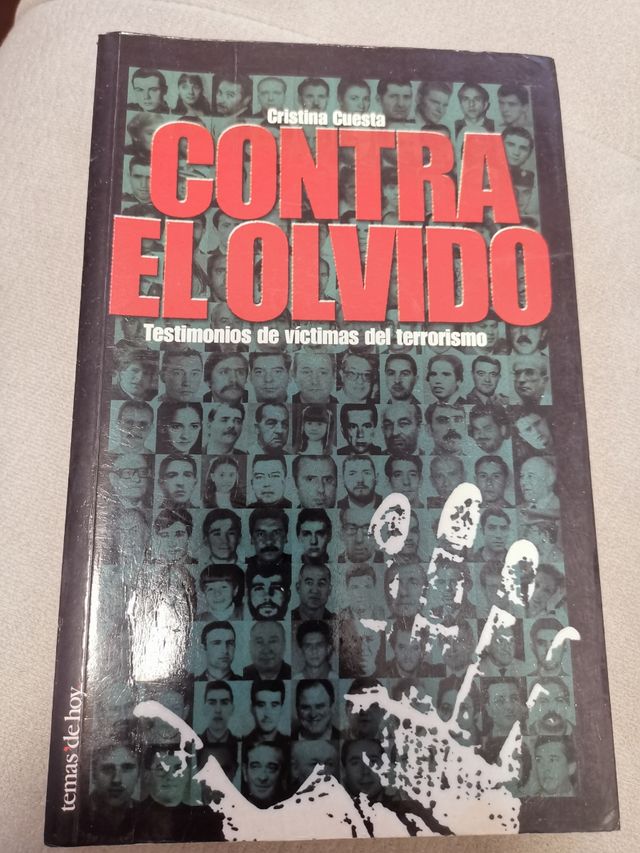 Cristina Cuesta
CONTRA
EL OLVIDO
Testimonios de víctimas del terrorismo
temas'de hoy